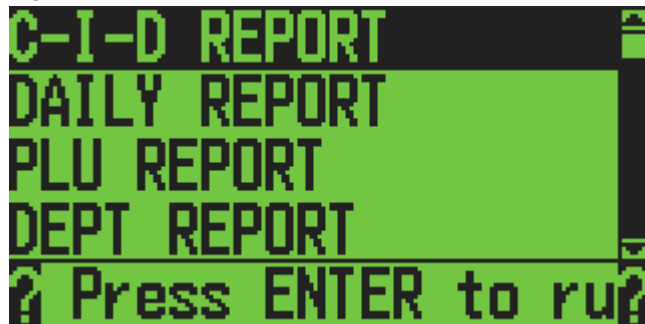 C-I-D REPORT
DAILY REPORT
PLU REPORT
DEPT REPORT
? Press ENTER to ru?